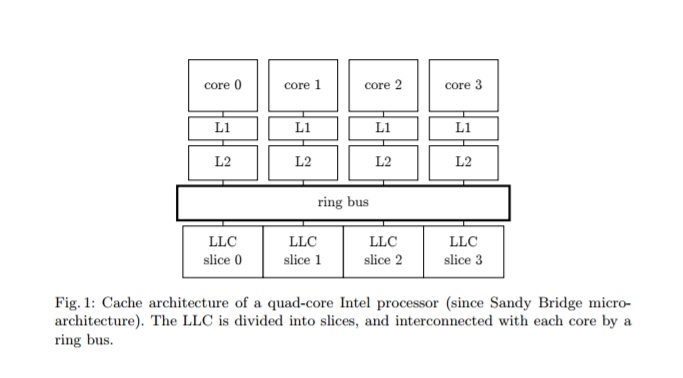 core 0 core 1 core 2 core 3
L1 L1 L1 L1
L2 L2 L2 L2
ring bus
LLC LLC LLC LLC
slice 0 slice 1 slice 2 slice 3
Fig. 1: Cache architecture of a quad-core Intel processor (since Sandy Bridge micro-
architecture). The LLC is divided into slices, and interconnected with each core by a
ring bus.